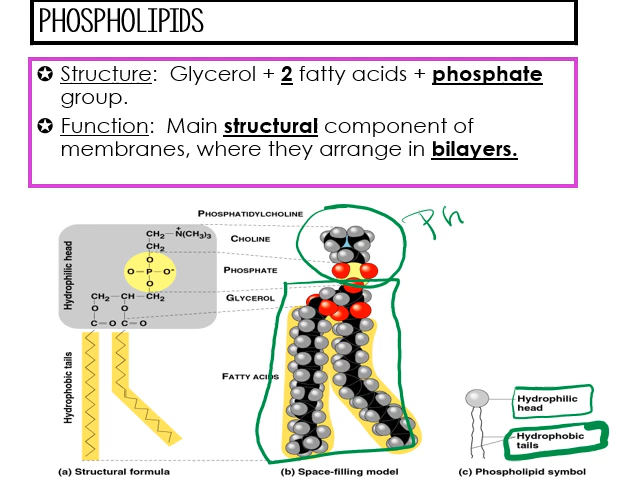 PHOSPHOLIPIDS
✪ Structure: Glycerol + 2 fatty acids + phosphate
group.
✪ Function: Main structural component of
membranes, where they arrange in bilayers.
PHOSPHATIDYLCHOLINE
CHOLINE
PHOSPHATE
GLYCEROL
FATTY ACIDS
Hydrophilic head
Hydrophobic tails
CH₂ N(CH₃)₃
+
CH₂
O
O P O⁻
O
CH₂ CH CH₂
O O
C O C O
Ph
Hydrophilic
head
Hydrophobic
tails
(a) Structural formula
(b) Space-filling model
(c) Phospholipid symbol